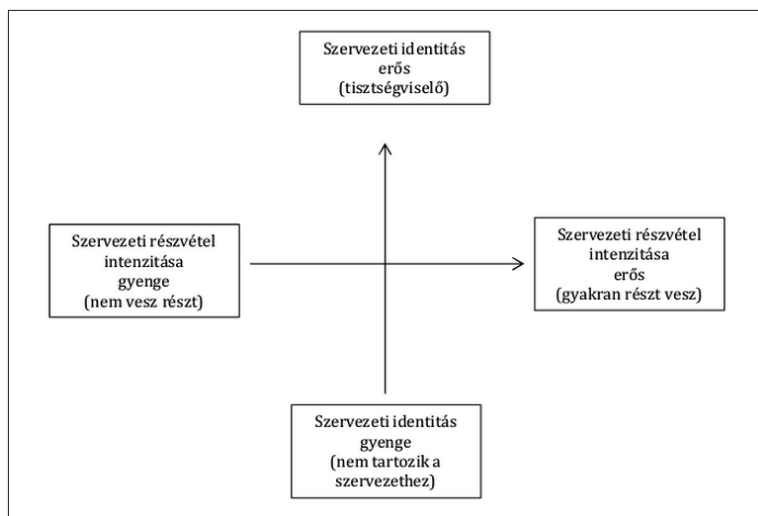 Szervezeti identitás
erős
(tisztségviselő)
Szervezeti részvétel
intenzitása
gyenge
(nem vesz részt)
Szervezeti részvétel
intenzitása
erős
(gyakran részt vesz)
Szervezeti identitás
gyenge
(nem tartozik a
szervezethez)